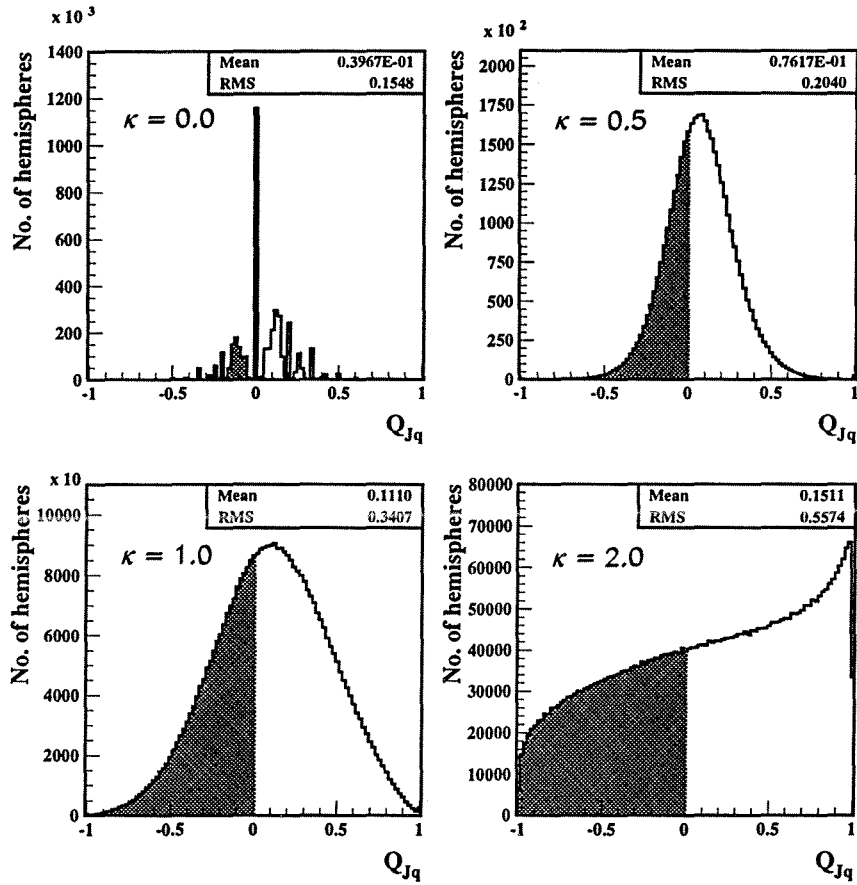 x 10³
No. of hemispheres
1400
1200
1000
800
600
400
200
0
Mean 0.3967E-01
RMS 0.1548
κ = 0.0
-1 -0.5 0 0.5 1
Q_Jq
x 10²
No. of hemispheres
2000
1750
1500
1250
1000
750
500
250
0
Mean 0.7617E-01
RMS 0.2040
κ = 0.5
-1 -0.5 0 0.5 1
Q_Jq
x 10
No. of hemispheres
10000
8000
6000
4000
2000
0
Mean 0.1110
RMS 0.3407
κ = 1.0
-1 -0.5 0 0.5 1
Q_Jq
No. of hemispheres
80000
70000
60000
50000
40000
30000
20000
10000
0
Mean 0.1511
RMS 0.5574
κ = 2.0
-1 -0.5 0 0.5 1
Q_Jq